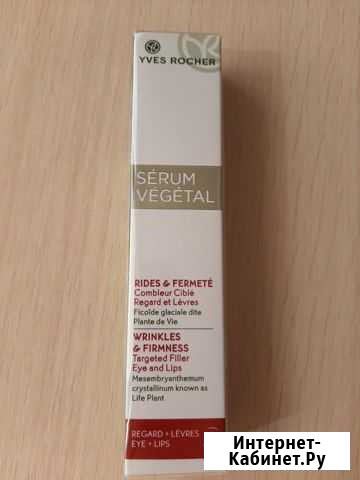 YVES ROCHER
SÉRUM
VÉGÉTAL
RIDES & FERMETÉ
Combleur Ciblé
Regard et Lèvres
Ficoïde glaciale dite
Plante de Vie
WRINKLES
& FIRMNESS
Targeted Filler
Eye and Lips
Mesembryanthemum
crystallinum known as
Life Plant
REGARD + LÈVRES
EYE + LIPS
Интернет-
Кабинет.Ру